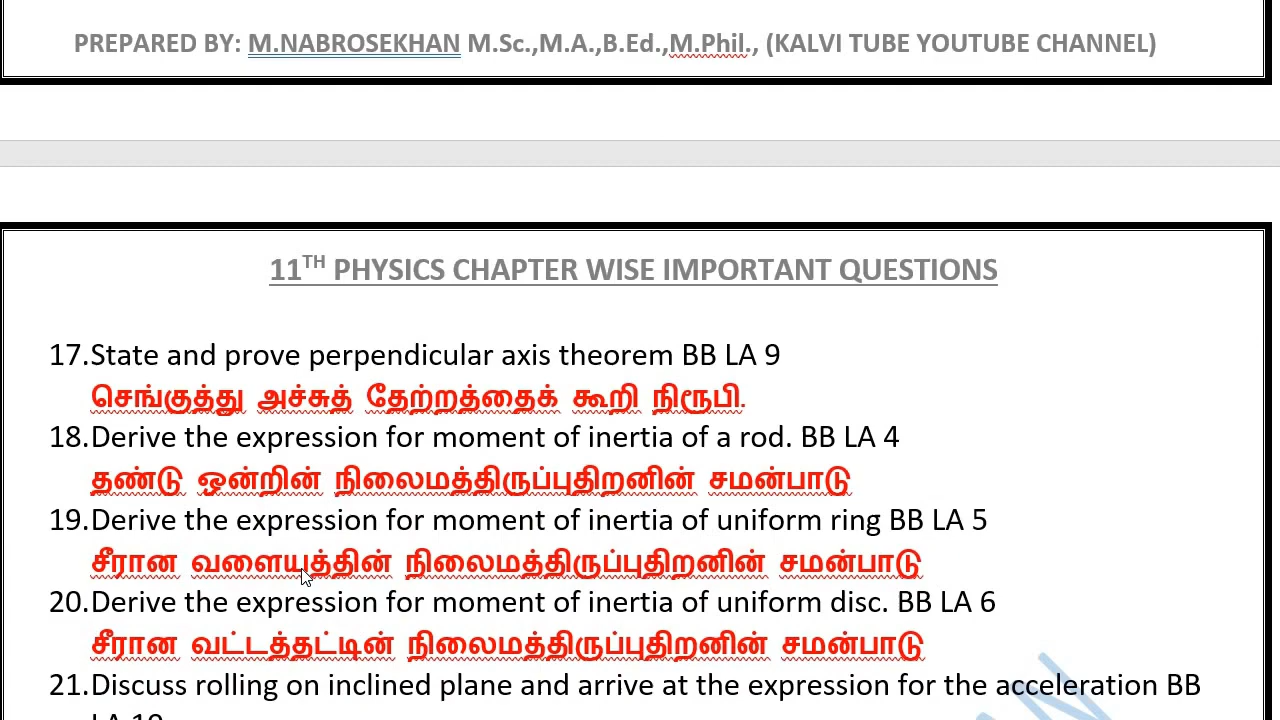 PREPARED BY: M.NABROSEKHAN M.Sc.,M.A.,B.Ed.,M.Phil., (KALVI TUBE YOUTUBE CHANNEL)
11TH PHYSICS CHAPTER WISE IMPORTANT QUESTIONS
17.State and prove perpendicular axis theorem BB LA 9
செங்குத்து அச்சுத் தேற்றத்தைக் கூறி நிரூபி.
18.Derive the expression for moment of inertia of a rod. BB LA 4
தண்டு ஒன்றின் நிலைமத்திருப்புதிறனின் சமன்பாடு
19.Derive the expression for moment of inertia of uniform ring BB LA 5
சீரான வளையத்தின் நிலைமத்திருப்புதிறனின் சமன்பாடு
20.Derive the expression for moment of inertia of uniform disc. BB LA 6
சீரான வட்டத்தட்டின் நிலைமத்திருப்புதிறனின் சமன்பாடு
21.Discuss rolling on inclined plane and arrive at the expression for the acceleration BB
LA 10